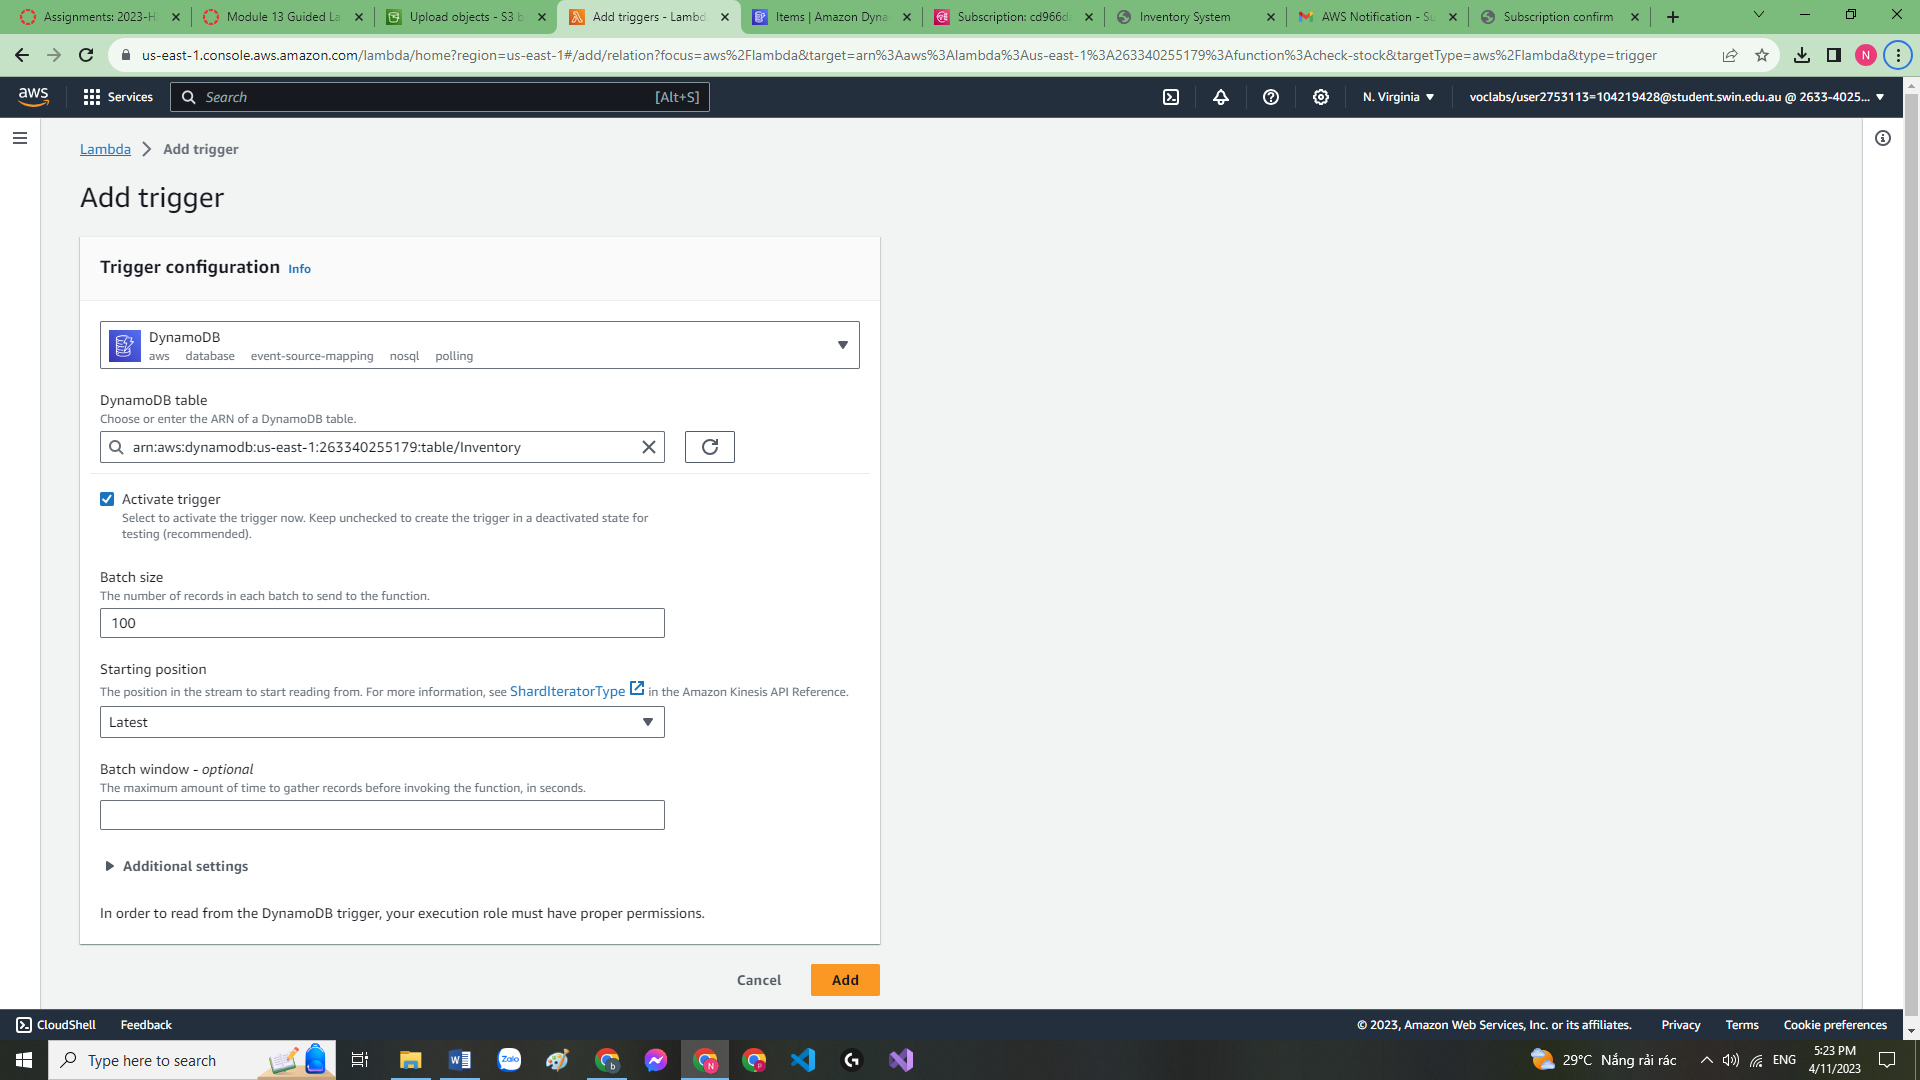 Assignments: 2023-H
Module 13 Guided La
Upload objects - S3 b
Add triggers - Lambd
Items | Amazon Dyna
Subscription: cd966d
Inventory System
AWS Notification - Su
Subscription confirm
us-east-1.console.aws.amazon.com/lambda/home?region=us-east-1#/add/relation?focus=aws%2Flambda&target=arn%3Aaws%3Alambda%3Aus-east-1%3A263340255179%3Afunction%3Acheck-stock&targetType=aws%2Flambda&type=trigger
N
aws
Services
Search
[Alt+S]
N. Virginia
voclabs/user2753113=104219428@student.swin.edu.au @ 2633-4025...
Lambda
Add trigger
Add trigger
Trigger configuration Info
DynamoDB
aws database event-source-mapping nosql polling
DynamoDB table
Choose or enter the ARN of a DynamoDB table.
arn:aws:dynamodb:us-east-1:263340255179:table/Inventory
Activate trigger
Select to activate the trigger now. Keep unchecked to create the trigger in a deactivated state for
testing (recommended).
Batch size
The number of records in each batch to send to the function.
100
Starting position
The position in the stream to start reading from. For more information, see ShardIteratorType in the Amazon Kinesis API Reference.
Latest
Batch window - optional
The maximum amount of time to gather records before invoking the function, in seconds.
Additional settings
In order to read from the DynamoDB trigger, your execution role must have proper permissions.
Cancel
Add
CloudShell
Feedback
© 2023, Amazon Web Services, Inc. or its affiliates.
Privacy
Terms
Cookie preferences
Type here to search
Zalo
29°C Nắng rải rác
ENG
5:23 PM
4/11/2023